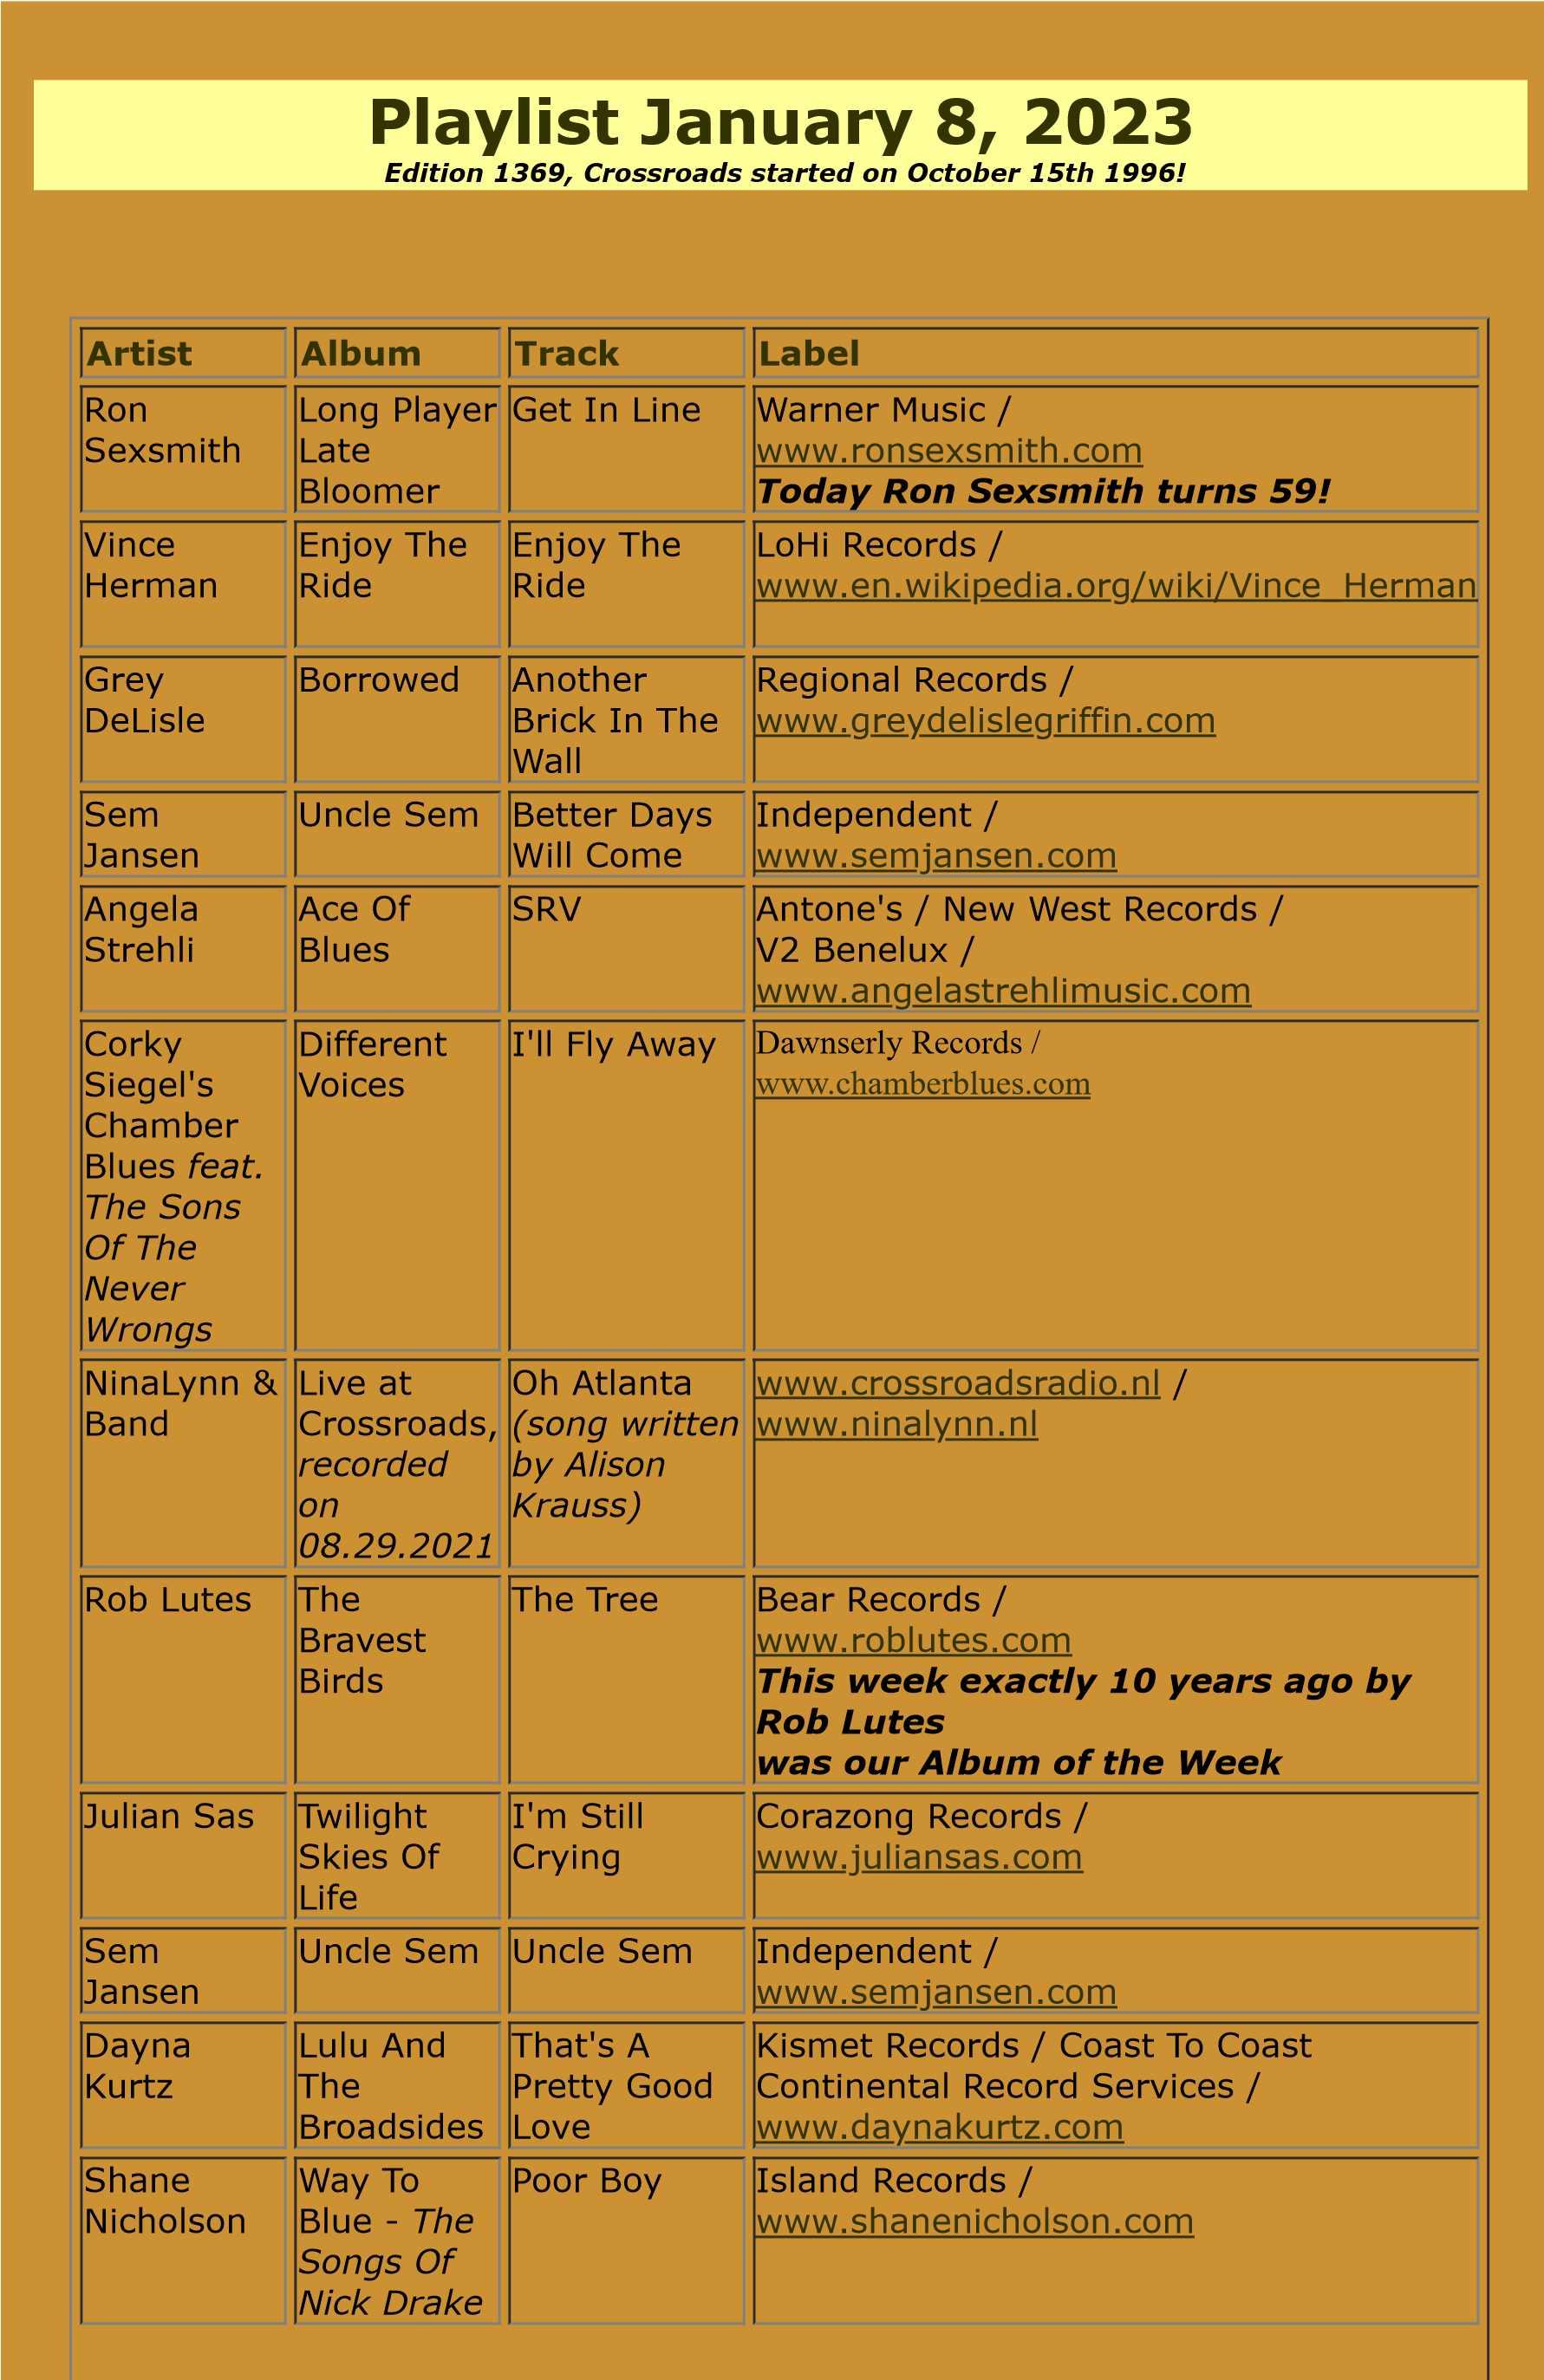 Playlist January 8, 2023
Edition 1369, Crossroads started on October 15th 1996!
Artist
Album
Track
Label
Ron
Sexsmith
Long Player
Late
Bloomer
Get In Line
Warner Music /
www.ronsexsmith.com
Today Ron Sexsmith turns 59!
Vince
Herman
Enjoy The
Ride
Enjoy The
Ride
LoHi Records /
www.en.wikipedia.org/wiki/Vince_Herman
Grey
DeLisle
Borrowed
Another
Brick In The
Wall
Regional Records /
www.greydelislegriffin.com
Sem
Jansen
Uncle Sem
Better Days
Will Come
Independent /
www.semjansen.com
Angela
Strehli
Ace Of
Blues
SRV
Antone's / New West Records /
V2 Benelux /
www.angelastrehlimusic.com
Corky
Siegel's
Chamber
Blues feat.
The Sons
Of The
Never
Wrongs
Different
Voices
I'll Fly Away
Dawnserly Records /
www.chamberblues.com
NinaLynn &
Band
Live at
Crossroads,
recorded
on
08.29.2021
Oh Atlanta
(song written
by Alison
Krauss)
www.crossroadsradio.nl /
www.ninalynn.nl
Rob Lutes
The
Bravest
Birds
The Tree
Bear Records /
www.roblutes.com
This week exactly 10 years ago by
Rob Lutes
was our Album of the Week
Julian Sas
Twilight
Skies Of
Life
I'm Still
Crying
Corazong Records /
www.juliansas.com
Sem
Jansen
Uncle Sem
Uncle Sem
Independent /
www.semjansen.com
Dayna
Kurtz
Lulu And
The
Broadsides
That's A
Pretty Good
Love
Kismet Records / Coast To Coast
Continental Record Services /
www.daynakurtz.com
Shane
Nicholson
Way To
Blue - The
Songs Of
Nick Drake
Poor Boy
Island Records /
www.shanenicholson.com